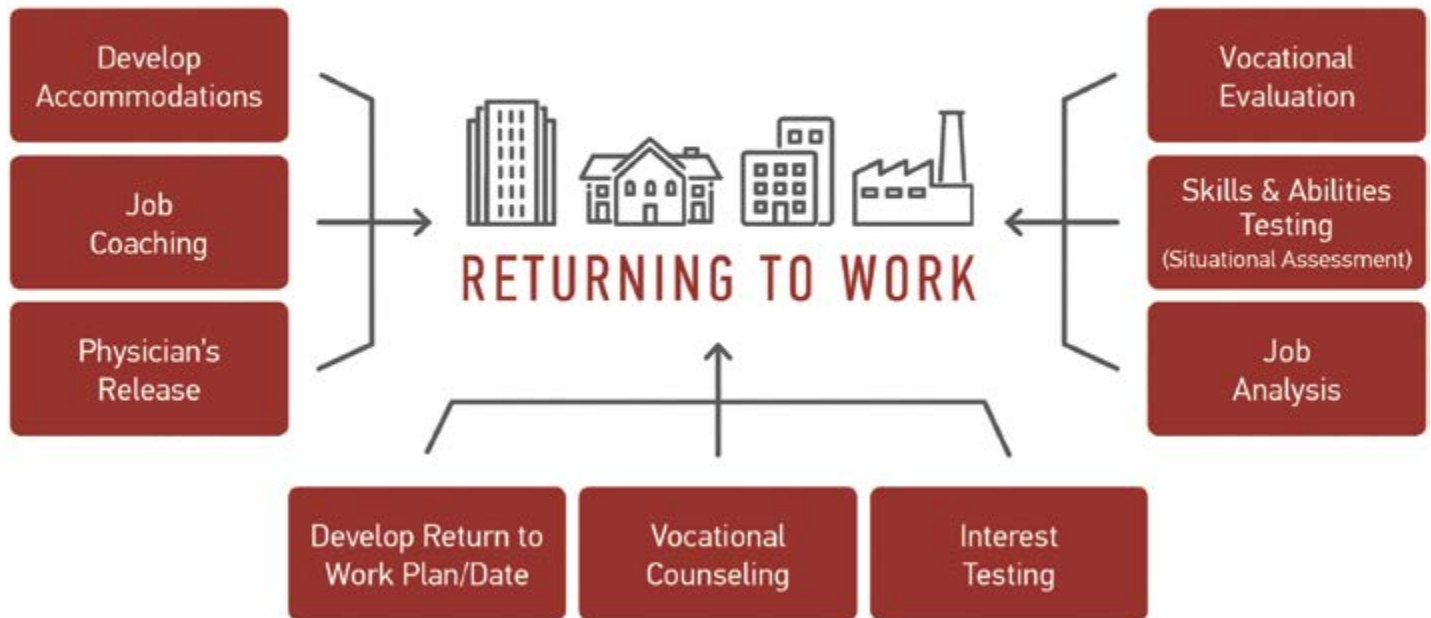 Develop
Accommodations
Job
Coaching
Physician's
Release
RETURNING TO WORK
Vocational
Evaluation
Skills & Abilities
Testing
(Situational Assessment)
Job
Analysis
Develop Return to
Work Plan/Date
Vocational
Counseling
Interest
Testing